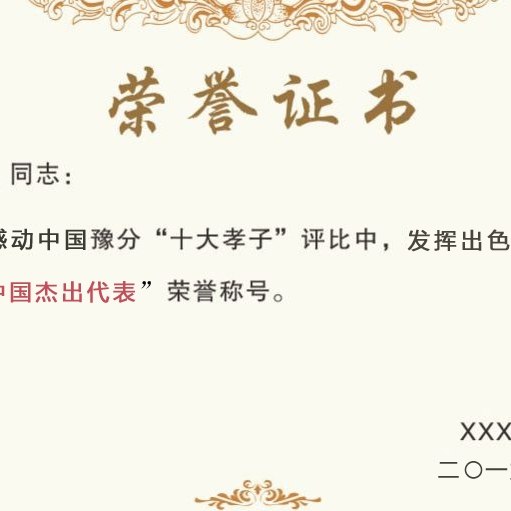 荣誉证书
同志：
感动中国豫分“十大孝子”评比中，发挥出色
中国杰出代表”荣誉称号。
XXX
二〇一